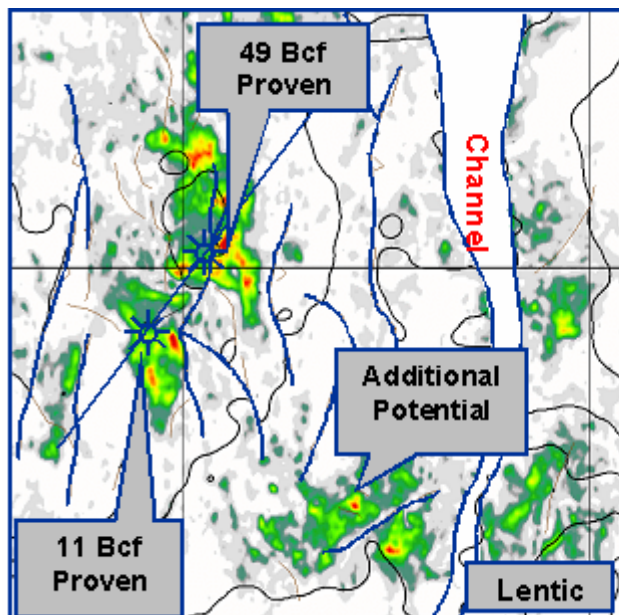 49 Bcf
Proven
Channel
Additional
Potential
11 Bcf
Proven
Lentic